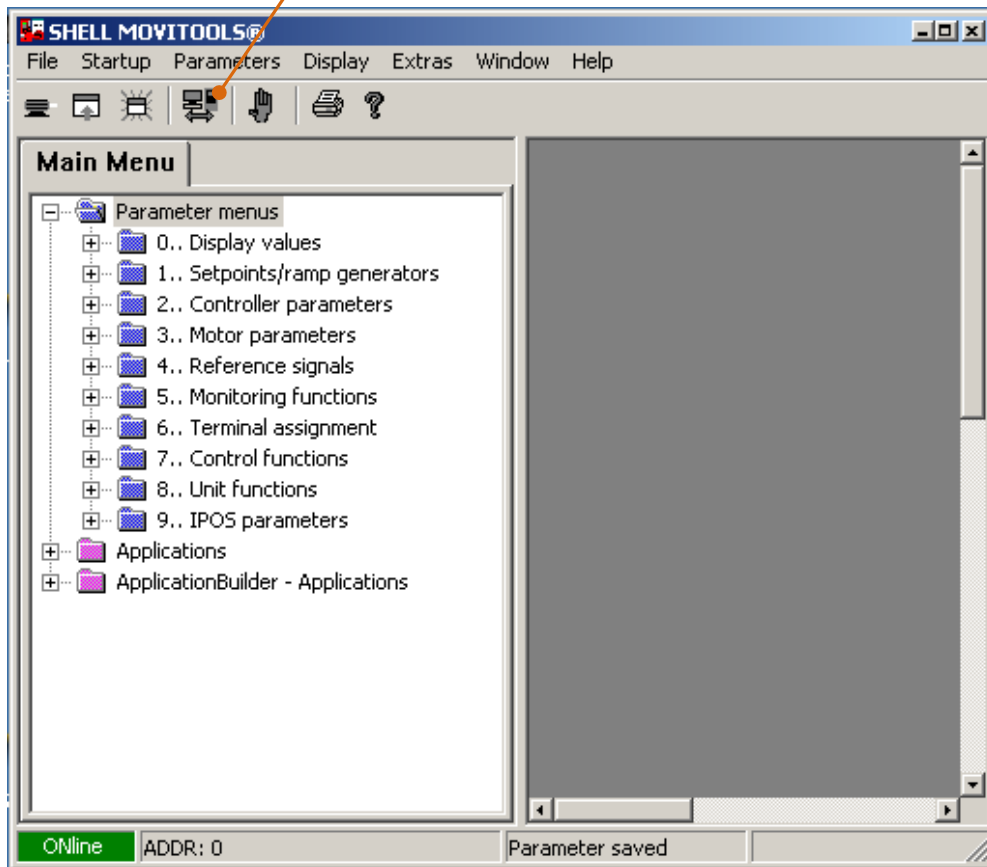 SHELL MOVITOOLS®
File Startup Parameters Display Extras Window Help
Main Menu
Parameter menus
0.. Display values
1.. Setpoints/ramp generators
2.. Controller parameters
3.. Motor parameters
4.. Reference signals
5.. Monitoring functions
6.. Terminal assignment
7.. Control functions
8.. Unit functions
9.. IPOS parameters
Applications
ApplicationBuilder - Applications
ONline ADDR: 0 Parameter saved